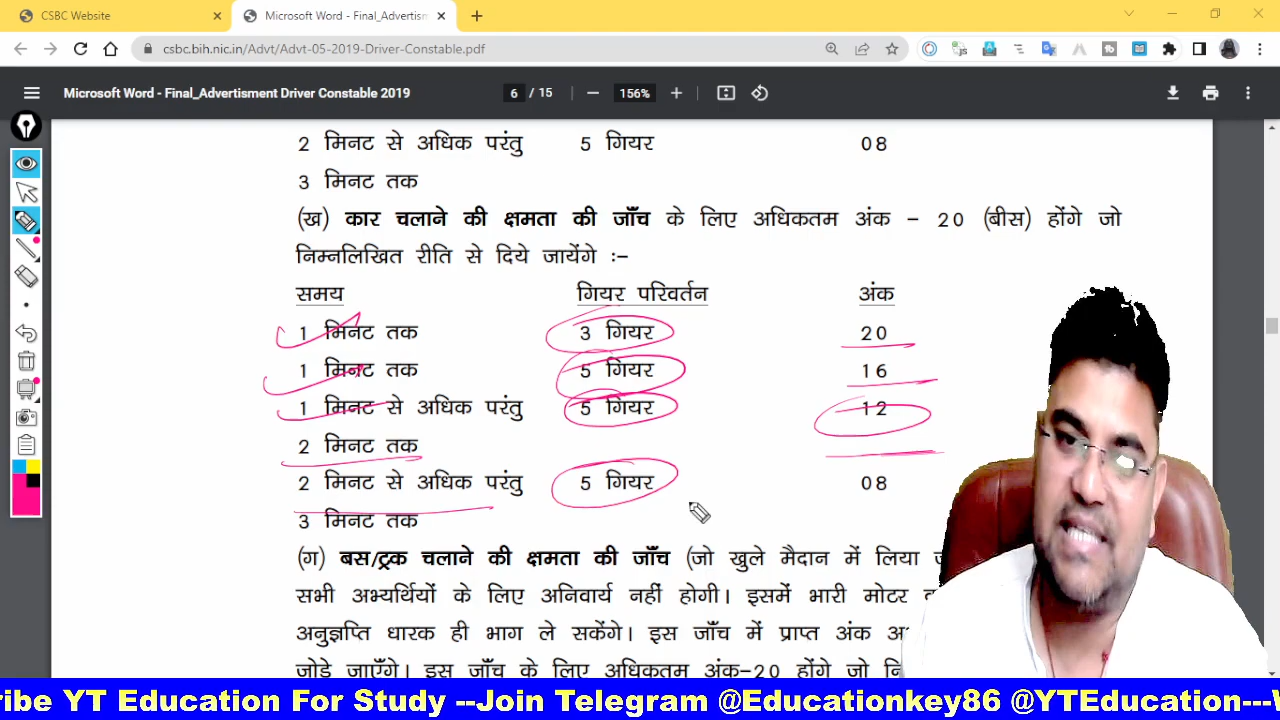 CSBC Website
Microsoft Word - Final_Advertism
csbc.bih.nic.in/Advt/Advt-05-2019-Driver-Constable.pdf
Microsoft Word - Final_Advertisment Driver Constable 2019
6 / 15
156%
2 मिनट से अधिक परंतु 5 गियर 08
3 मिनट तक
(ख) कार चलाने की क्षमता की जाँच के लिए अधिकतम अंक – 20 (बीस) होंगे जो
निम्नलिखित रीति से दिये जायेंगे :–
समय गियर परिवर्तन अंक
1 मिनट तक 3 गियर 20
1 मिनट तक 5 गियर 16
1 मिनट से अधिक परंतु 5 गियर 12
2 मिनट तक
2 मिनट से अधिक परंतु 5 गियर 08
3 मिनट तक
(ग) बस/ट्रक चलाने की क्षमता की जाँच (जो खुले मैदान में लिया
सभी अभ्यर्थियों के लिए अनिवार्य नहीं होगी। इसमें भारी मोटर
अनुज्ञप्ति धारक ही भाग ले सकेंगे। इस जाँच में प्राप्त अंक
जोड़े जाएँगे। इस जाँच के लिए अधिकतम अंक–20 होंगे जो
ribe YT Education For Study --Join Telegram @Educationkey86 @YTEducation---W